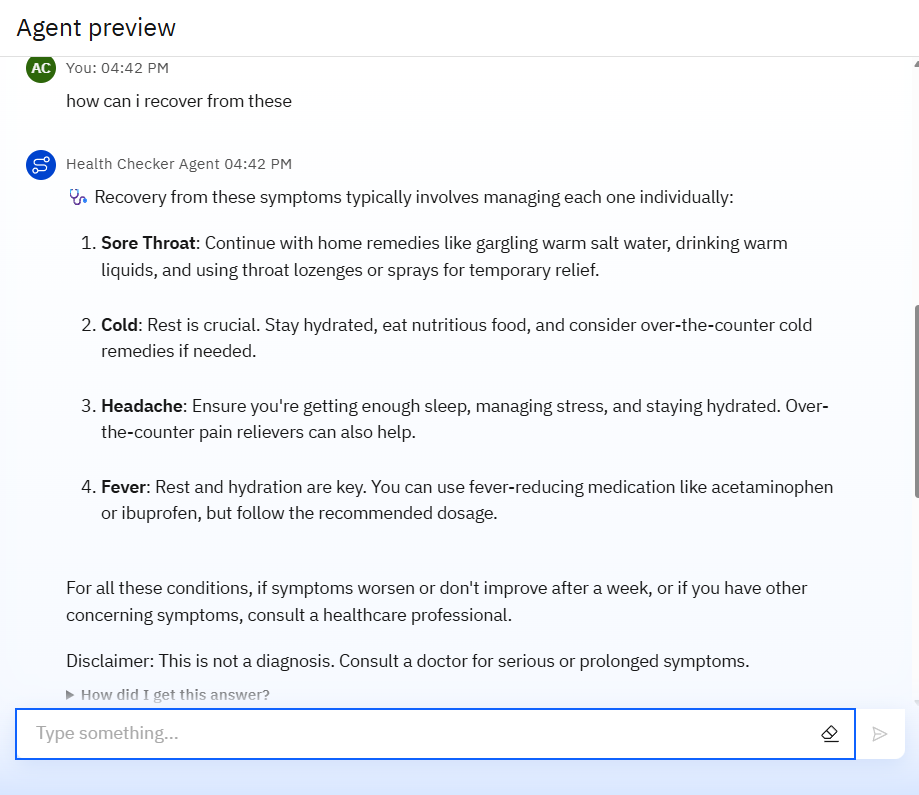 Agent preview
AC You: 04:42 PM
how can i recover from these
Health Checker Agent 04:42 PM
Recovery from these symptoms typically involves managing each one individually:
1. Sore Throat: Continue with home remedies like gargling warm salt water, drinking warm
liquids, and using throat lozenges or sprays for temporary relief.
2. Cold: Rest is crucial. Stay hydrated, eat nutritious food, and consider over-the-counter cold
remedies if needed.
3. Headache: Ensure you're getting enough sleep, managing stress, and staying hydrated. Over-
the-counter pain relievers can also help.
4. Fever: Rest and hydration are key. You can use fever-reducing medication like acetaminophen
or ibuprofen, but follow the recommended dosage.
For all these conditions, if symptoms worsen or don't improve after a week, or if you have other
concerning symptoms, consult a healthcare professional.
Disclaimer: This is not a diagnosis. Consult a doctor for serious or prolonged symptoms.
How did I get this answer?
Type something...